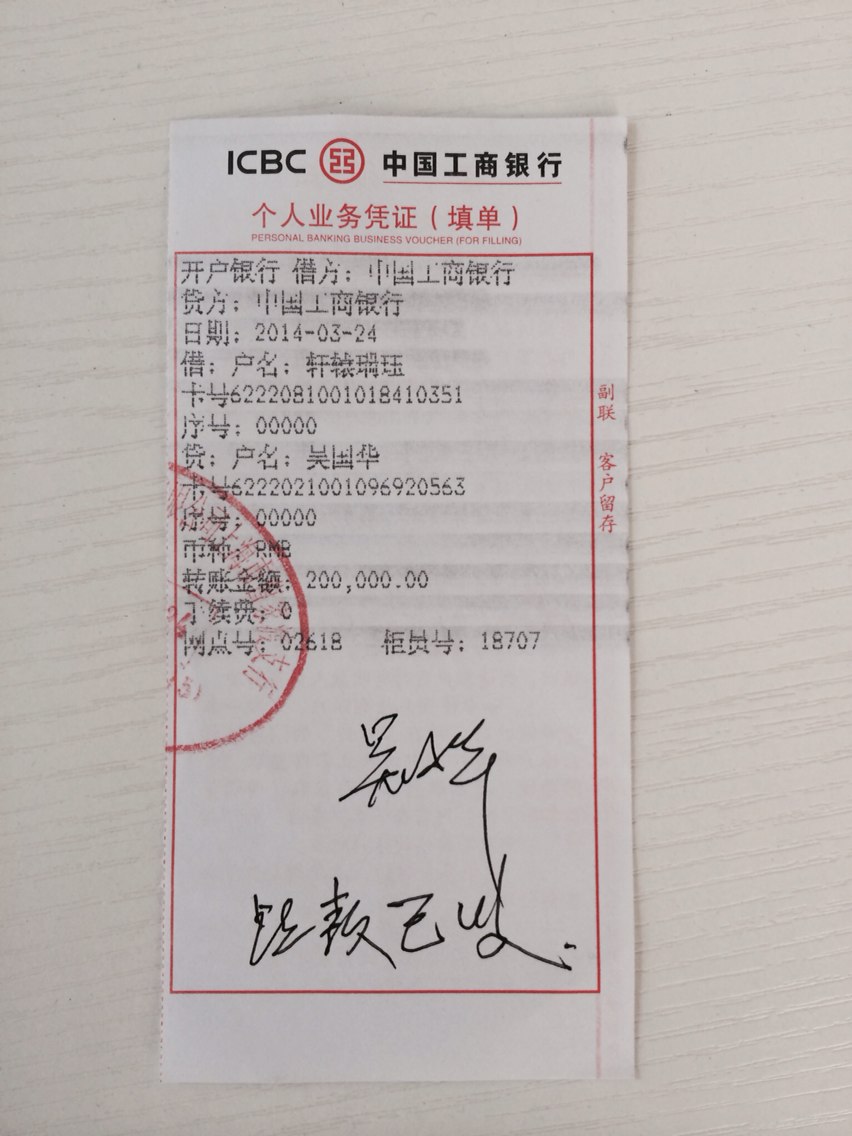 ICBC 中国工商银行
个人业务凭证（填单）
PERSONAL BANKING BUSINESS VOUCHER (FOR FILLING)
开户银行 借方：中国工商银行
贷方：中国工商银行
日期：2014-03-24
借：户名：轩辕瑞珏
卡号6222081001018410351
序号：00000
贷：户名：吴国华
卡号6222021001096920563
序号：00000
币种：RMB
转账金额：200,000.00
手续费：0
网点号：02618 柜员号：18707
副联 客户留存
款已收